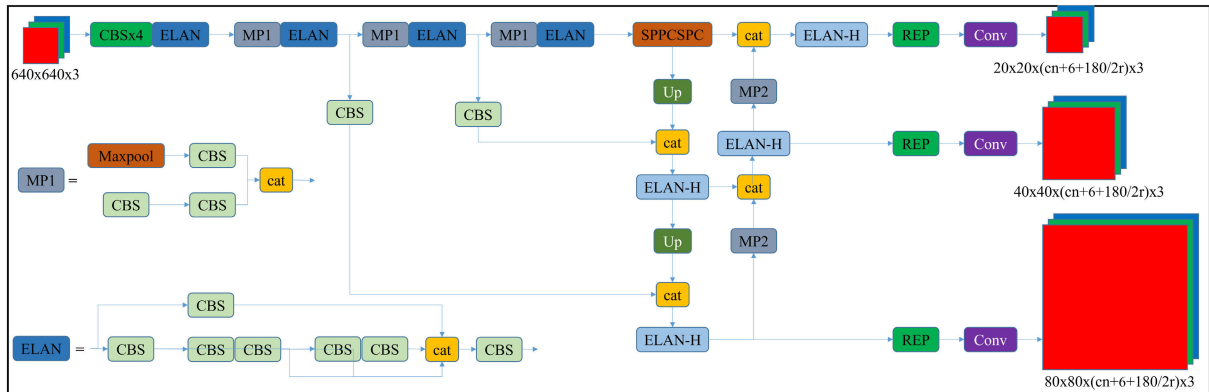 CBSx4 ELAN MP1 ELAN MP1 ELAN MP1 ELAN SPPCSPC cat ELAN-H REP Conv
640x640x3
20x20x(cn+6+180/2r)x3
Up MP2
CBS CBS
cat ELAN-H REP Conv
Maxpool CBS
MP1 = cat
ELAN-H cat
40x40x(cn+6+180/2r)x3
CBS CBS
Up MP2
cat
CBS
ELAN = CBS CBS CBS CBS CBS cat CBS
ELAN-H REP Conv
80x80x(cn+6+180/2r)x3